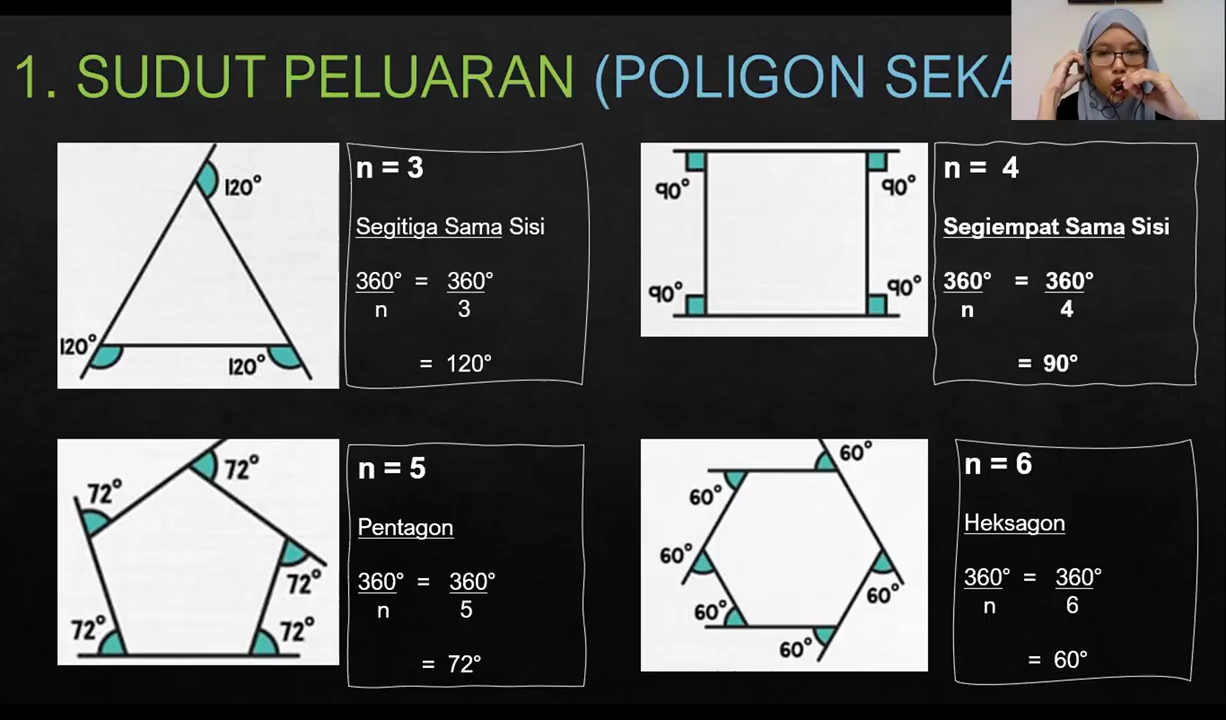 1. SUDUT PELUARAN (POLIGON SEKA
120°
120°
120°
n = 3
Segitiga Sama Sisi
360° = 360°
n 3
= 120°
90°
90°
90°
90°
n = 4
Segiempat Sama Sisi
360° = 360°
n 4
= 90°
72°
72°
72°
72°
72°
n = 5
Pentagon
360° = 360°
n 5
= 72°
60°
60°
60°
60°
60°
60°
n = 6
Heksagon
360° = 360°
n 6
= 60°